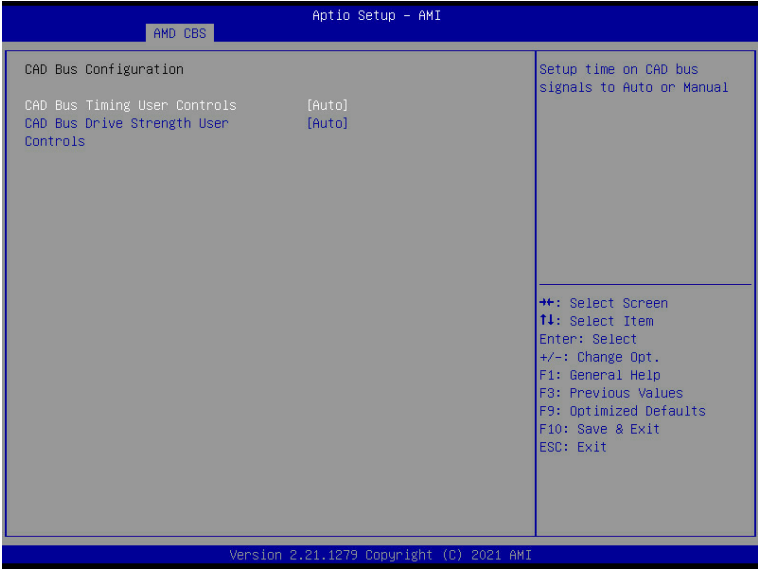 Aptio Setup – AMI
AMD CBS
CAD Bus Configuration
CAD Bus Timing User Controls [Auto]
CAD Bus Drive Strength User [Auto]
Controls
Setup time on CAD bus
signals to Auto or Manual
→←: Select Screen
↑↓: Select Item
Enter: Select
+/-: Change Opt.
F1: General Help
F3: Previous Values
F9: Optimized Defaults
F10: Save & Exit
ESC: Exit
Version 2.21.1279 Copyright (C) 2021 AMI